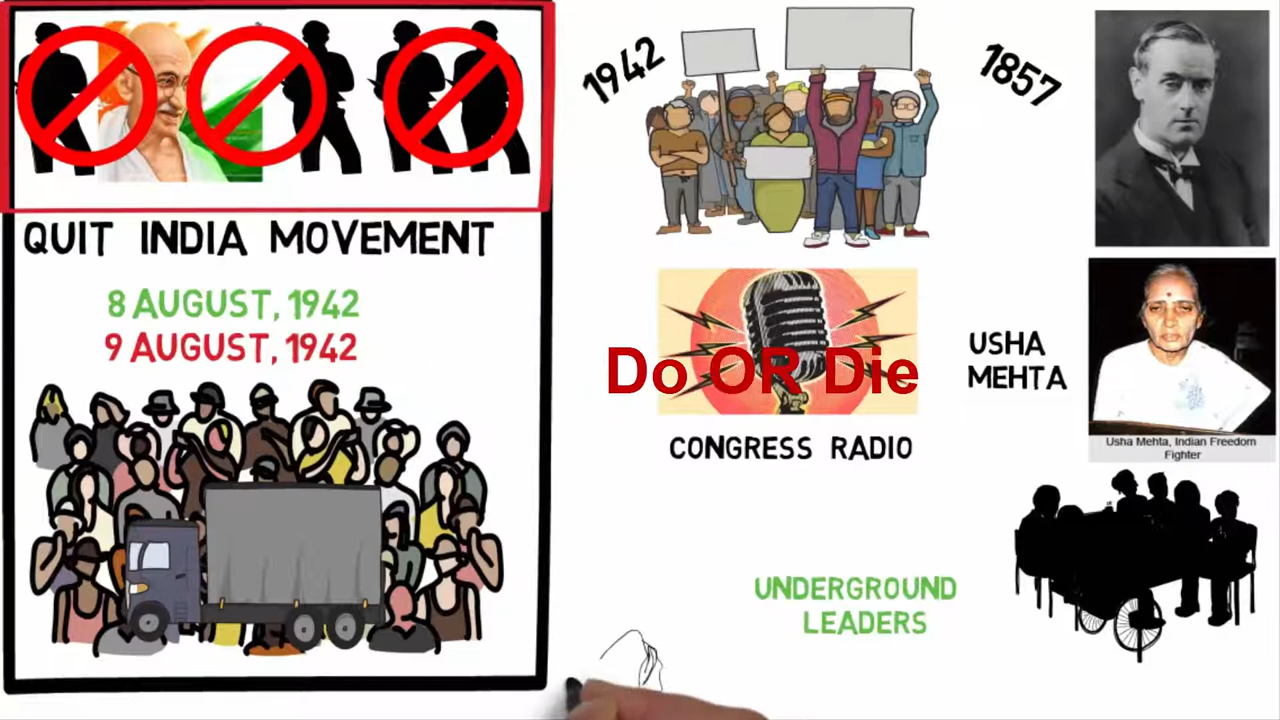 QUIT INDIA MOVEMENT
8 AUGUST, 1942
9 AUGUST, 1942
1942
1857
Do OR Die
CONGRESS RADIO
USHA
MEHTA
Usha Mehta, Indian Freedom
Fighter
UNDERGROUND
LEADERS